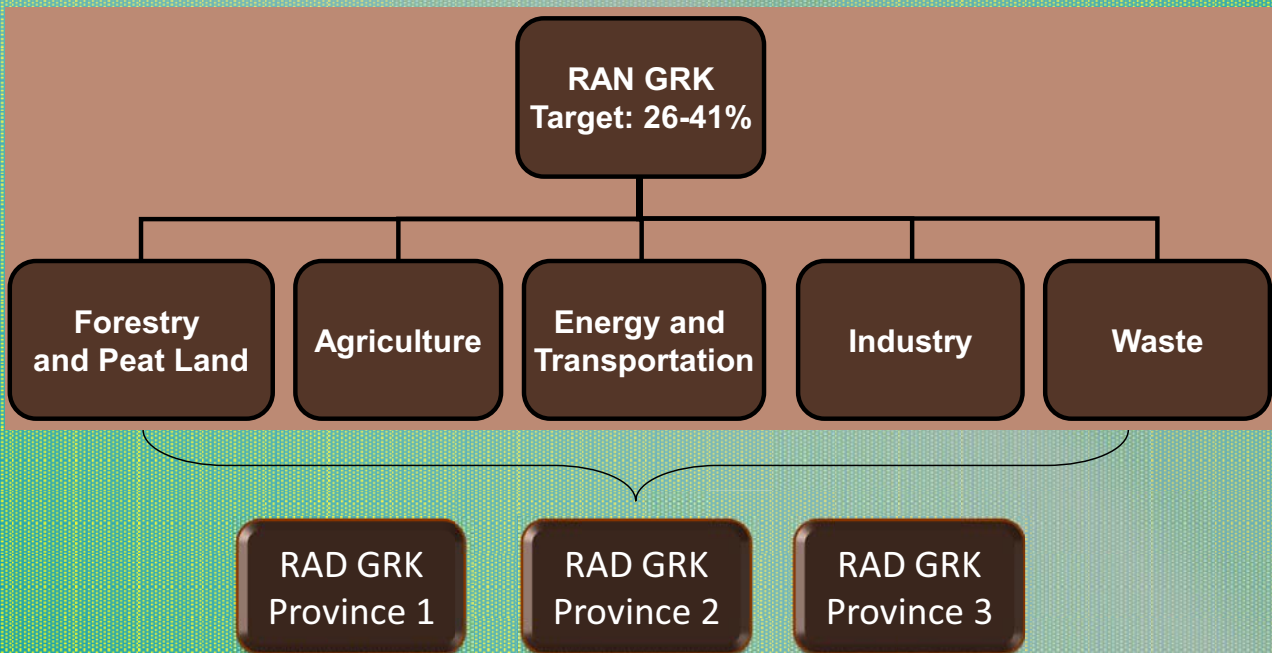 RAN GRK
Target: 26-41%
Forestry
and Peat Land
Agriculture
Energy and
Transportation
Industry
Waste
RAD GRK
Province 1
RAD GRK
Province 2
RAD GRK
Province 3